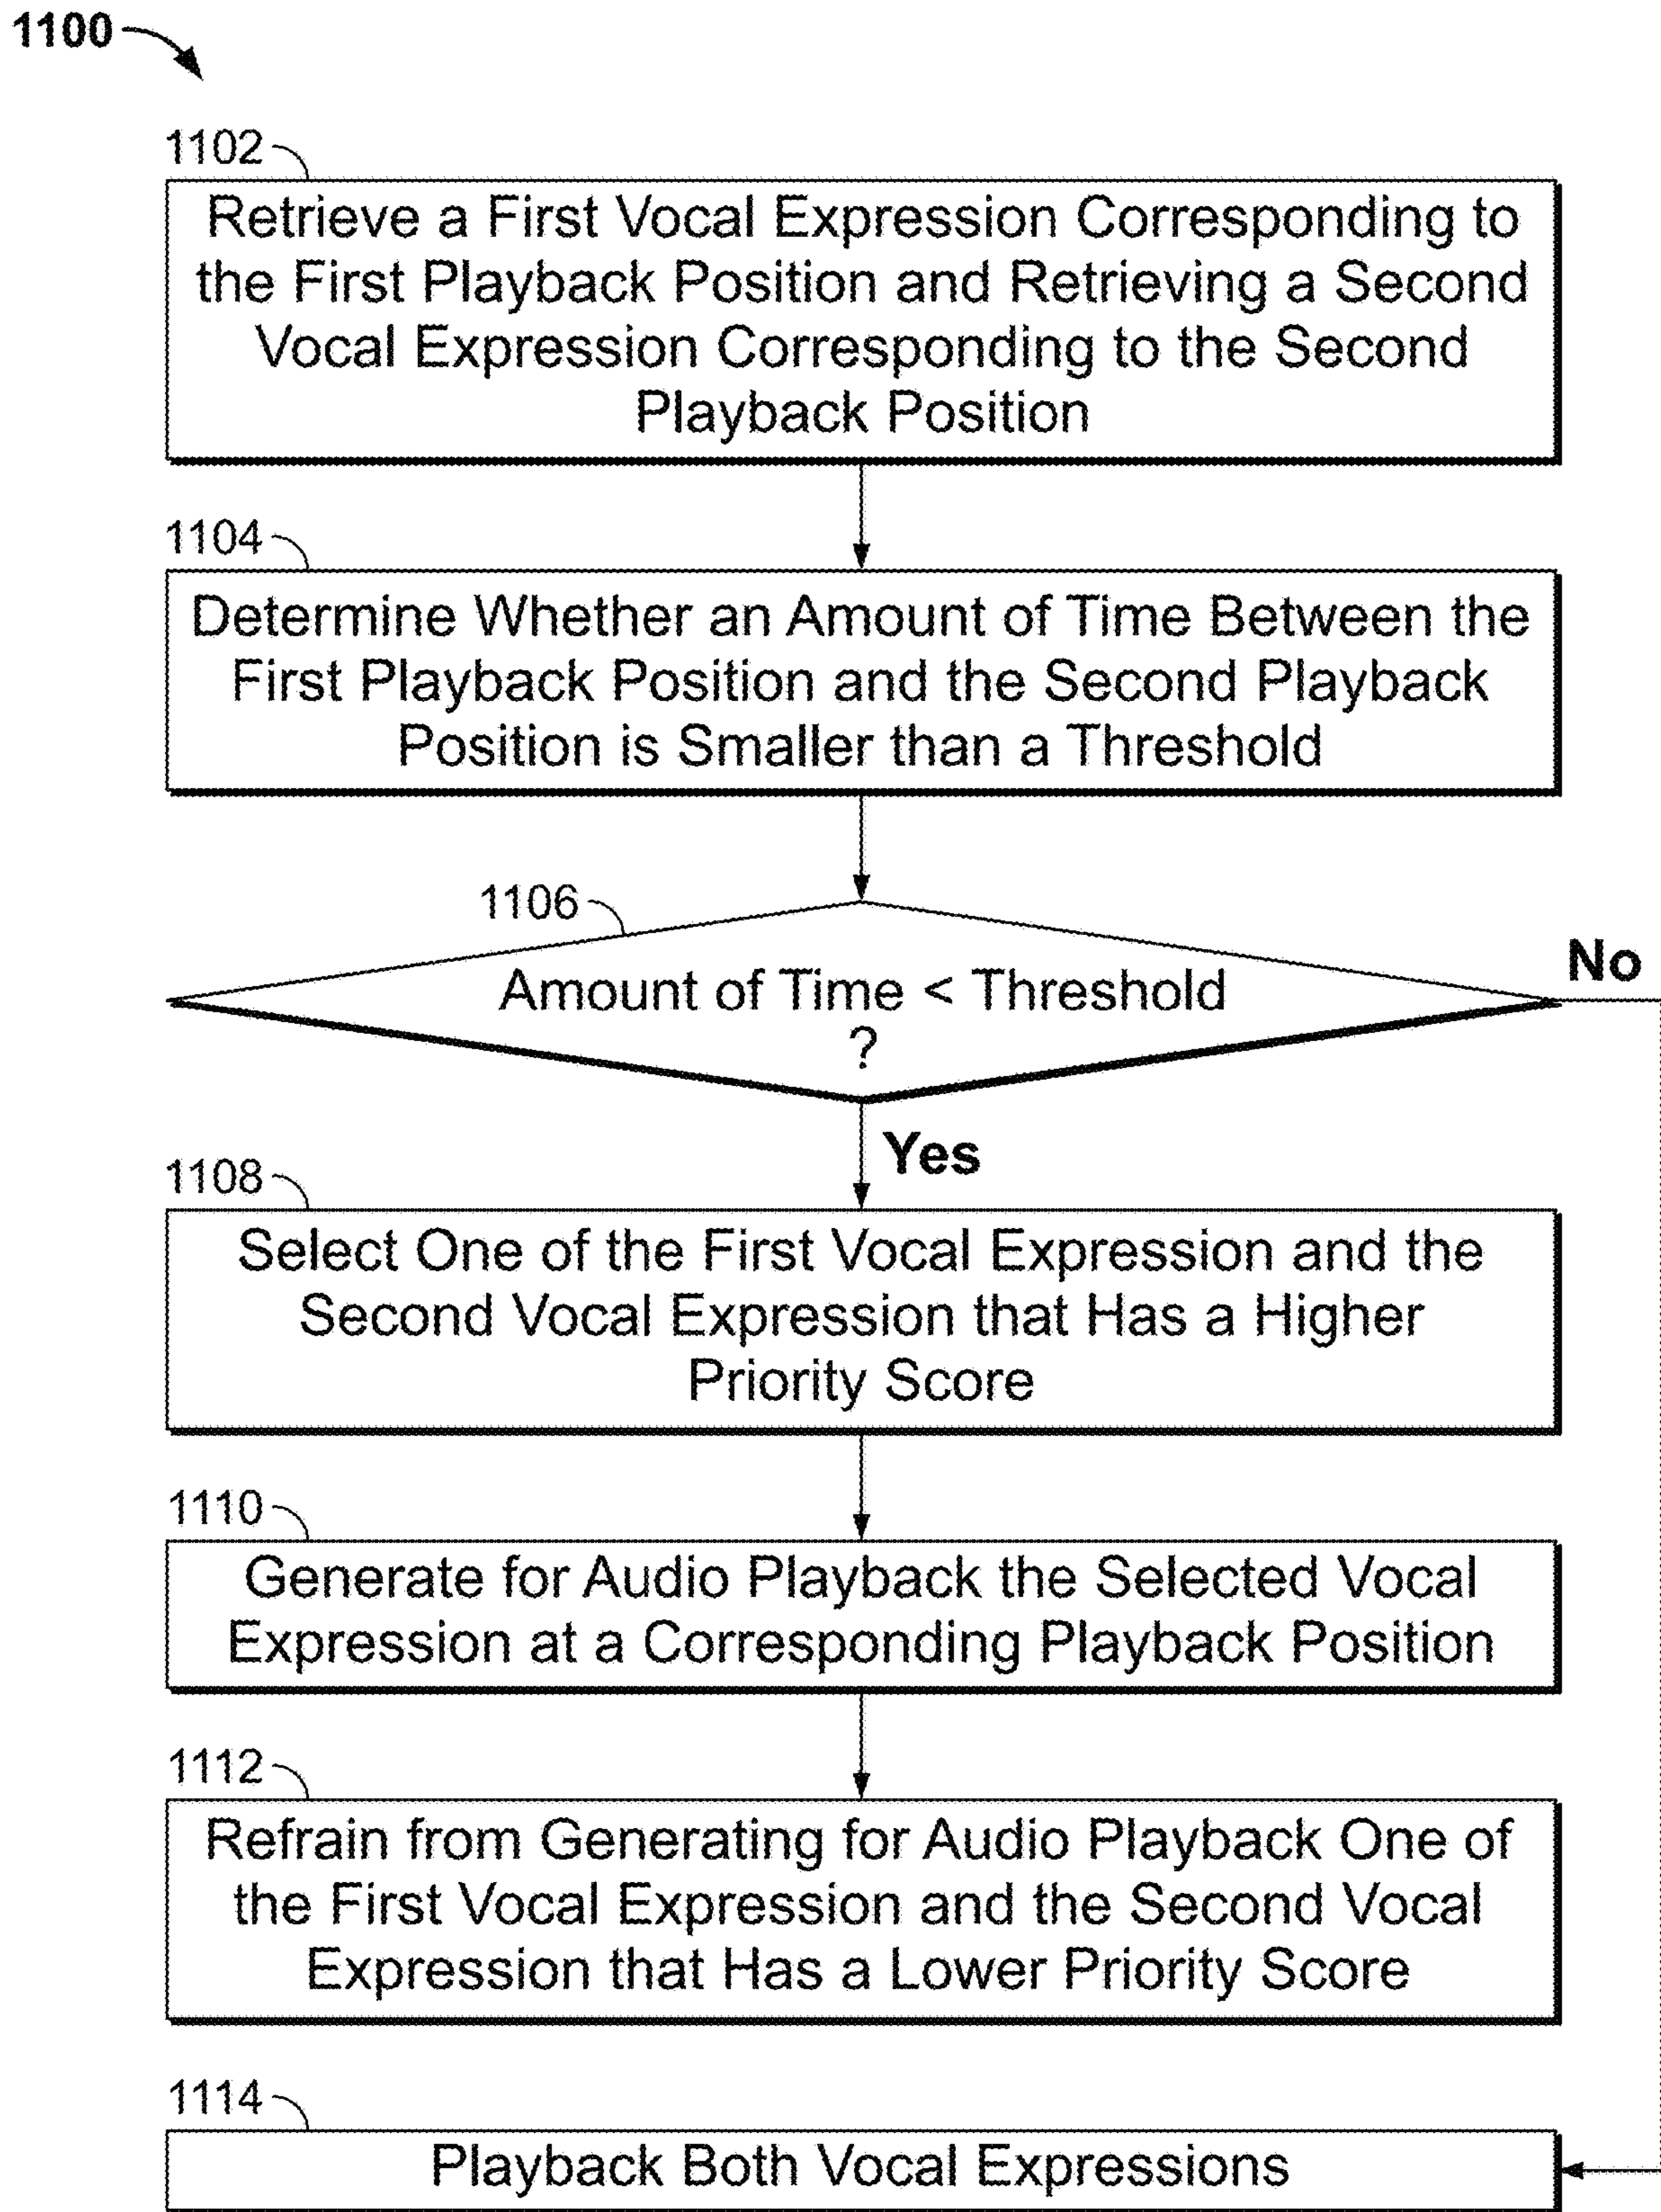 1100
1102
Retrieve a First Vocal Expression Corresponding to
the First Playback Position and Retrieving a Second
Vocal Expression Corresponding to the Second
Playback Position
1104
Determine Whether an Amount of Time Between the
First Playback Position and the Second Playback
Position is Smaller than a Threshold
1106
Amount of Time < Threshold
?
No
Yes
1108
Select One of the First Vocal Expression and the
Second Vocal Expression that Has a Higher
Priority Score
1110
Generate for Audio Playback the Selected Vocal
Expression at a Corresponding Playback Position
1112
Refrain from Generating for Audio Playback One of
the First Vocal Expression and the Second Vocal
Expression that Has a Lower Priority Score
1114
Playback Both Vocal Expressions